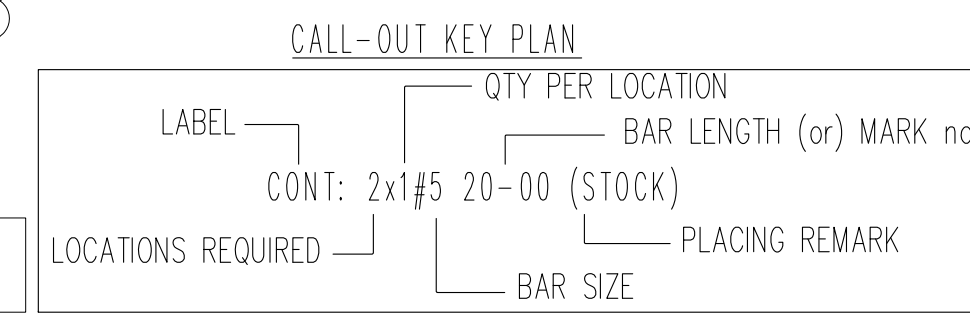 CALL-OUT KEY PLAN
QTY PER LOCATION
LABEL
BAR LENGTH (or) MARK no
CONT: 2x1#5 20-00 (STOCK)
LOCATIONS REQUIRED
PLACING REMARK
BAR SIZE